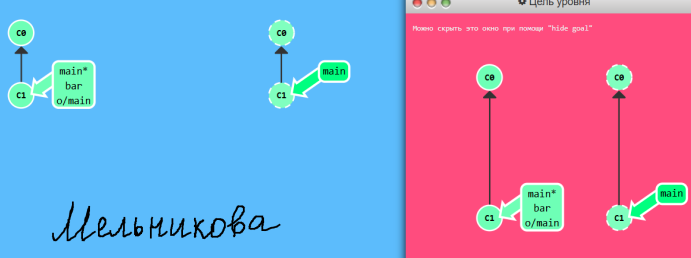 Цель уровня
Можно скрыть это окно при помощи "hide goal"
C0
C1
main*
bar
o/main
C0
C1
main
C0
C1
main*
bar
o/main
C0
C1
main
Мельникова